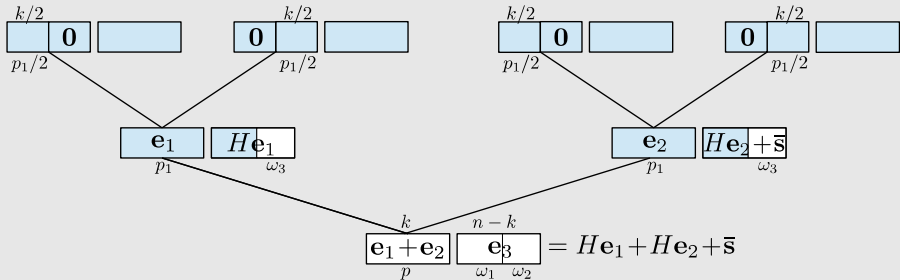 k/2 k/2 k/2 k/2
0 0 0 0
p₁/2 p₁/2 p₁/2 p₁/2
e₁ He₁ e₂ He₂+s̄
p₁ ω₃ p₁ ω₃
k n − k
e₁+e₂ e₃ = He₁+He₂+s̄
p ω₁ ω₂